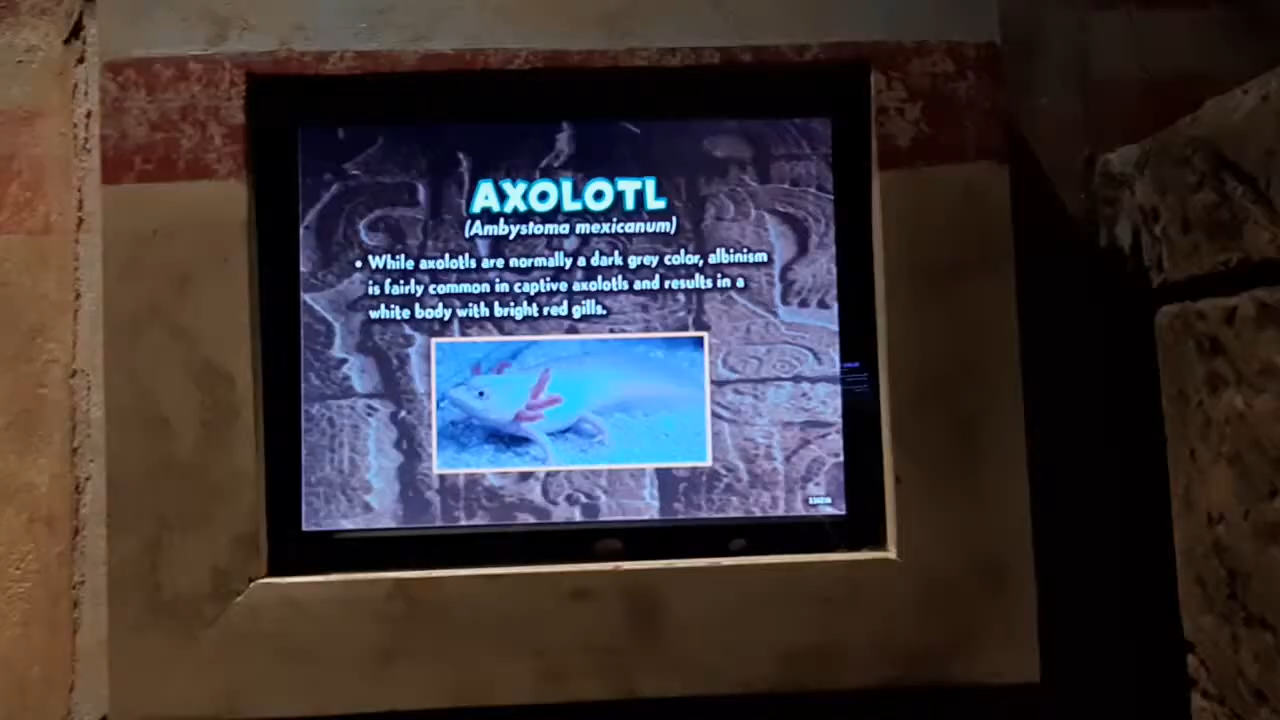 AXOLOTL
(Ambystoma mexicanum)
• While axolotls are normally a dark grey color, albinism
is fairly common in captive axolotls and results in a
white body with bright red gills.